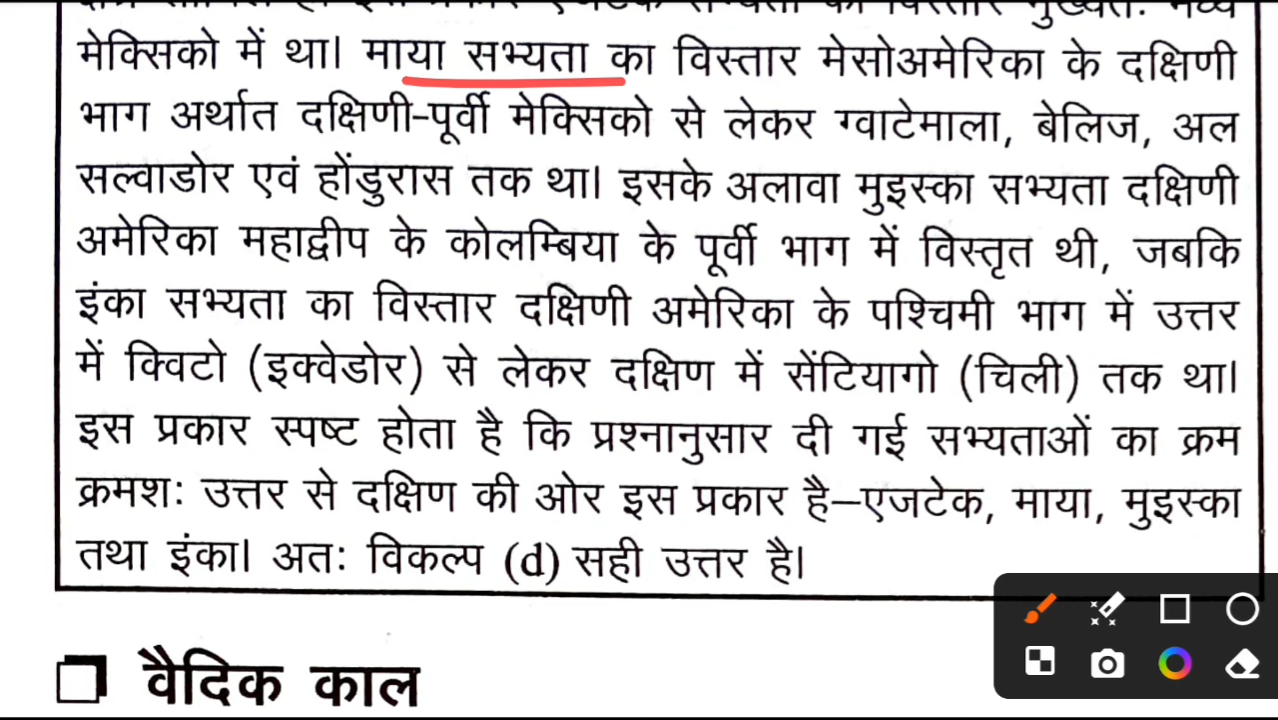 मेक्सिको में था। माया सभ्यता का विस्तार मेसोअमेरिका के दक्षिणी
भाग अर्थात दक्षिणी-पूर्वी मेक्सिको से लेकर ग्वाटेमाला, बेलिज, अल
सल्वाडोर एवं होंडुरास तक था। इसके अलावा मुइस्का सभ्यता दक्षिणी
अमेरिका महाद्वीप के कोलम्बिया के पूर्वी भाग में विस्तृत थी, जबकि
इंका सभ्यता का विस्तार दक्षिणी अमेरिका के पश्चिमी भाग में उत्तर
में क्विटो (इक्वेडोर) से लेकर दक्षिण में सेंटियागो (चिली) तक था।
इस प्रकार स्पष्ट होता है कि प्रश्नानुसार दी गई सभ्यताओं का क्रम
क्रमशः उत्तर से दक्षिण की ओर इस प्रकार है—एजटेक, माया, मुइस्का
तथा इंका। अतः विकल्प (d) सही उत्तर है।
वैदिक काल